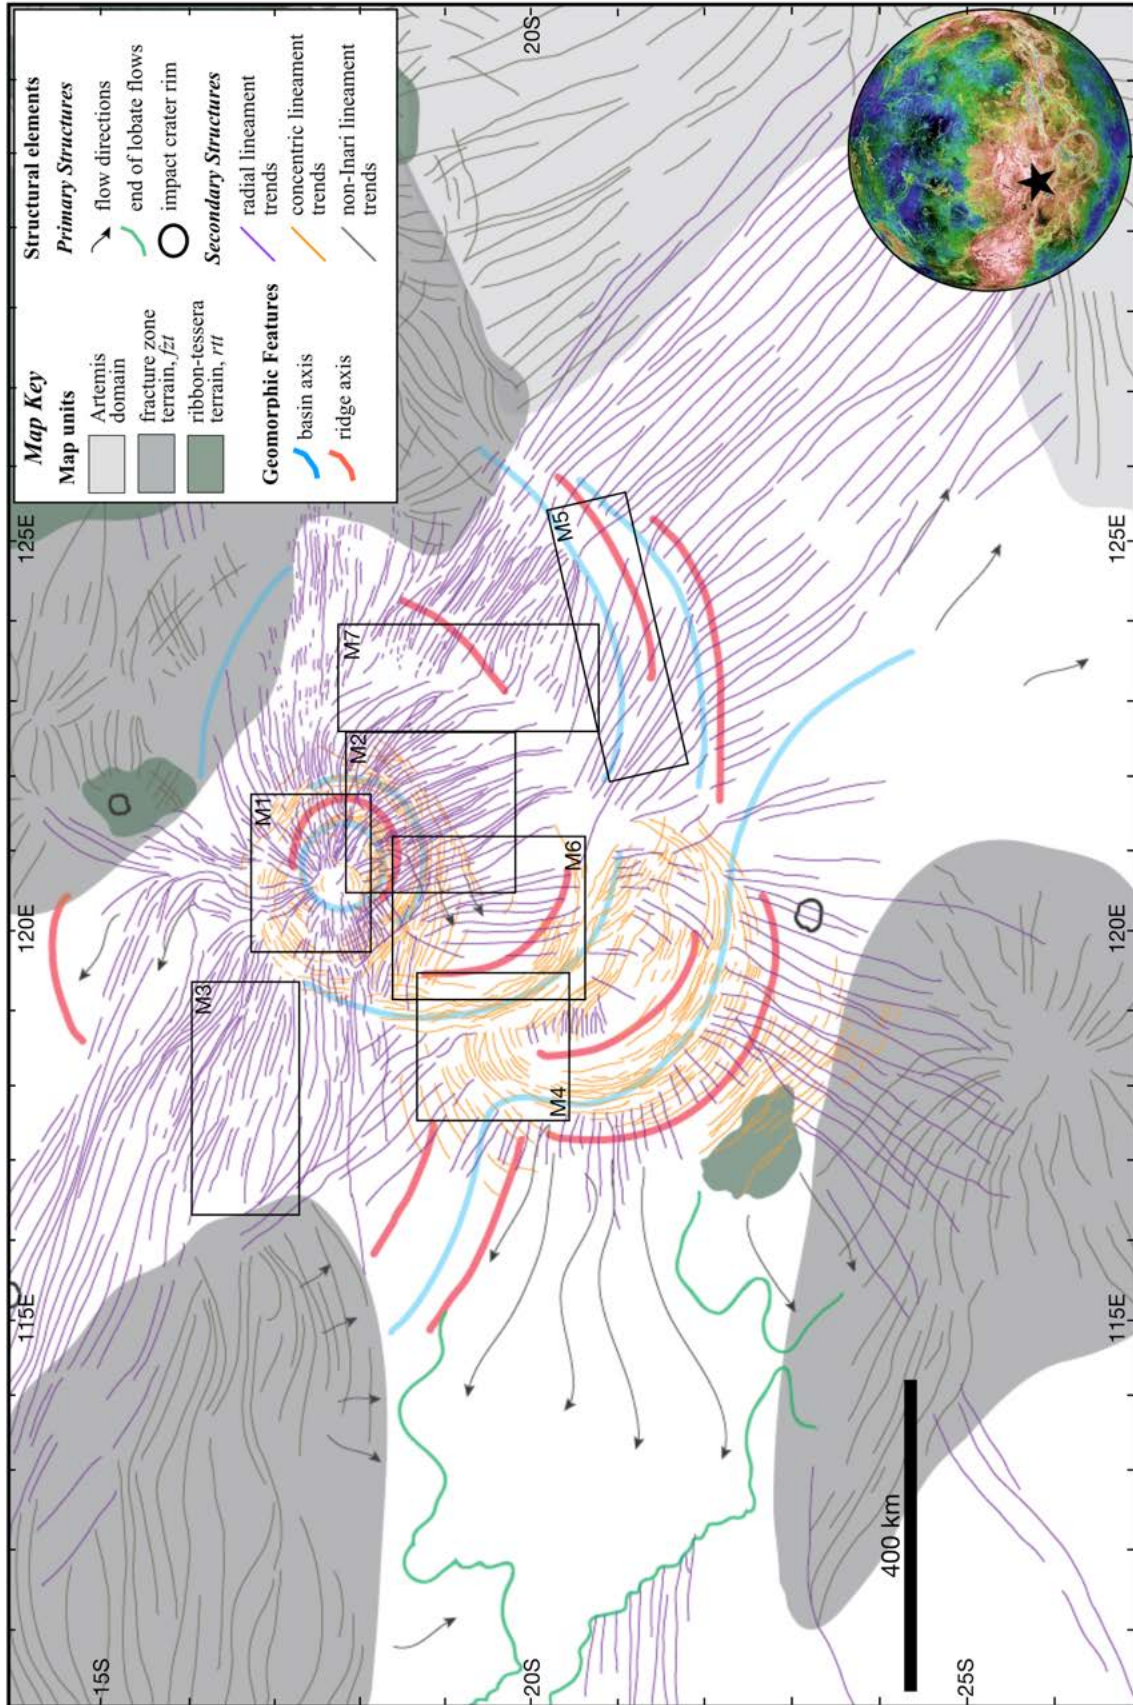 Map Key
Map units
Artemis
domain
fracture zone
terrain, fzt
ribbon-tessera
terrain, rtt
Geomorphic Features
basin axis
ridge axis
Structural elements
Primary Structures
flow directions
end of lobate flows
impact crater rim
Secondary Structures
radial lineament
trends
concentric lineament
trends
non-Inari lineament
trends
15S
20S
20S
25S
115E
120E
125E
115E
120E
125E
M1
M2
M3
M4
M5
M6
M7
400 km